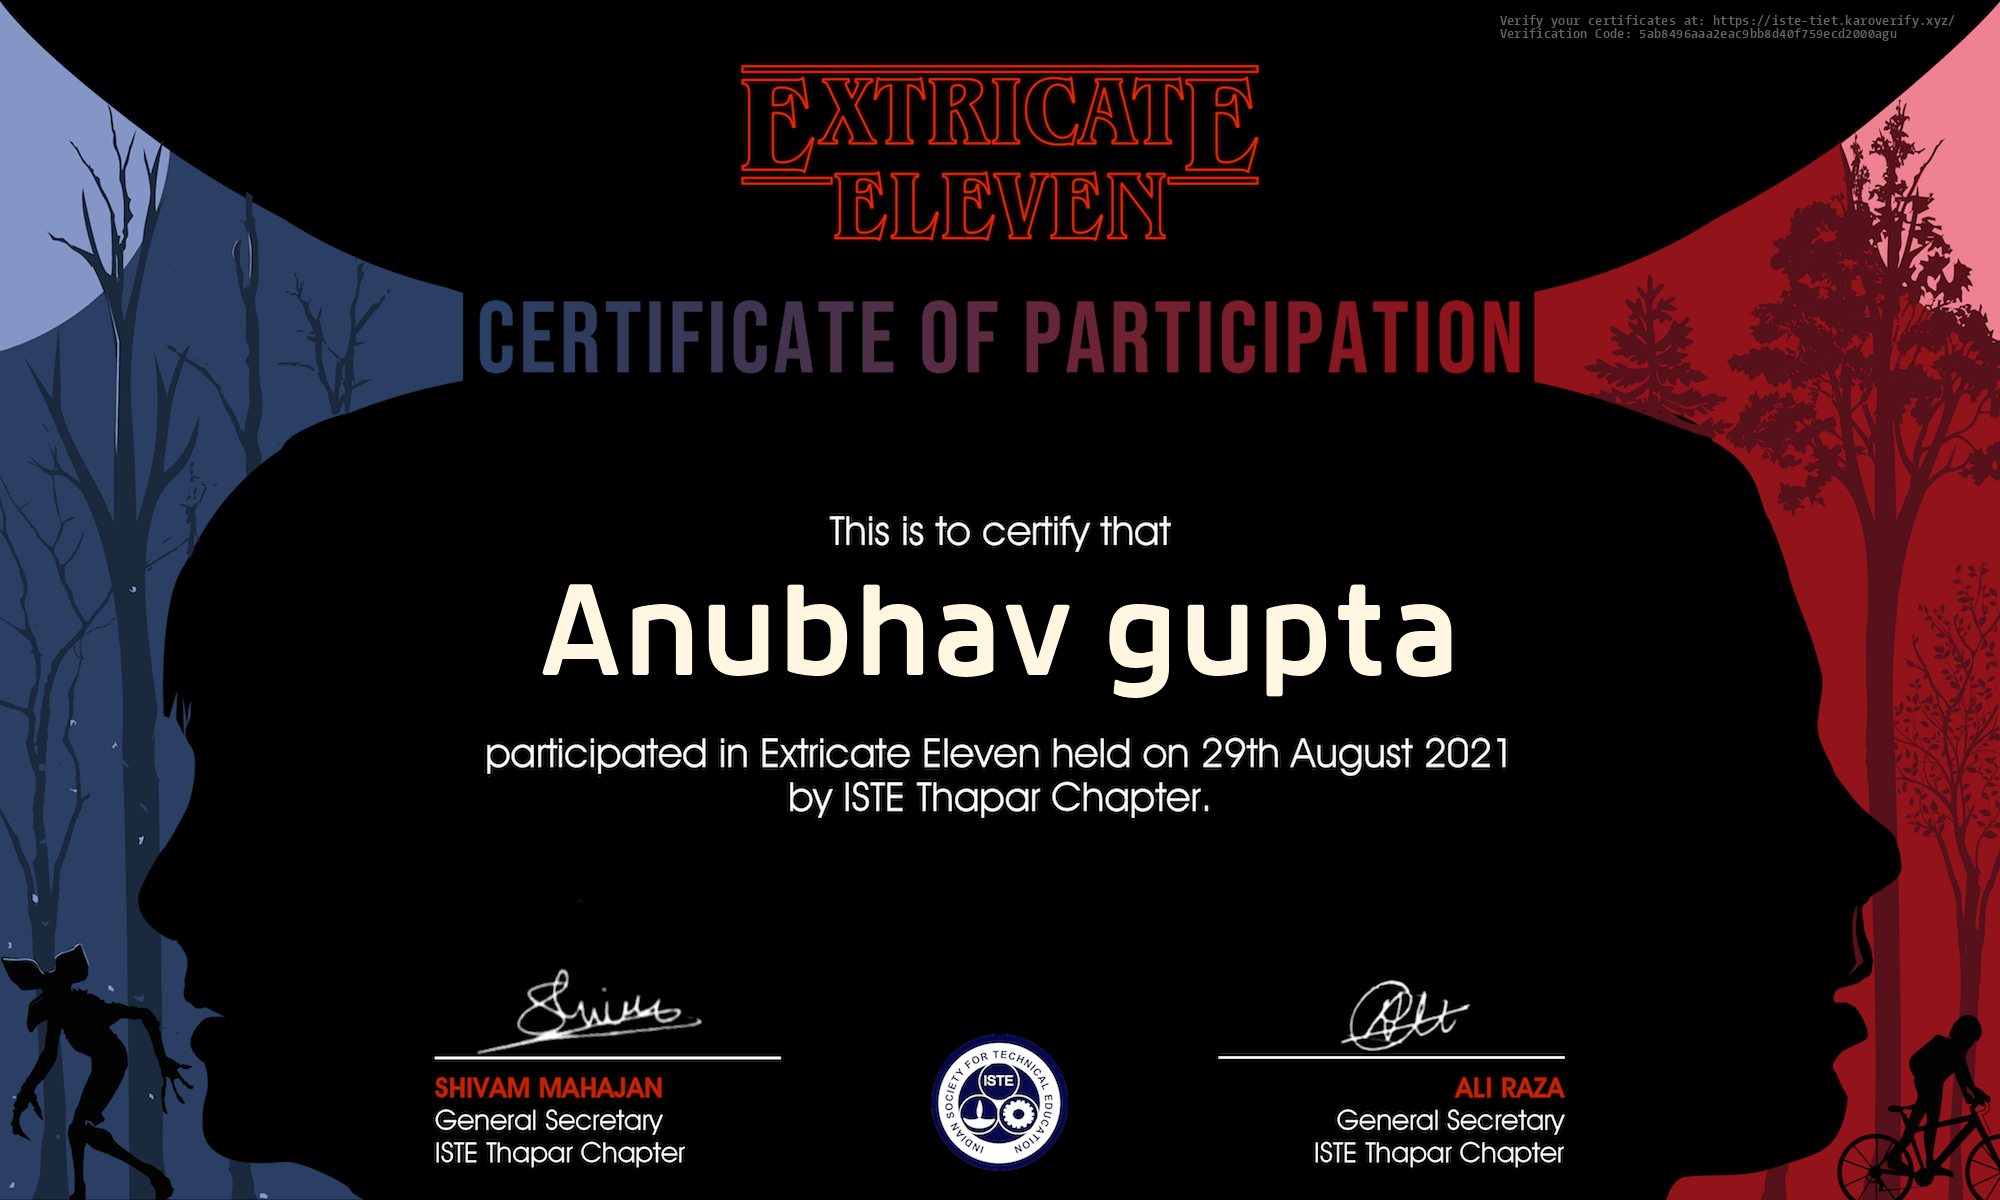 Verify your certificates at: https://iste-tiet.karoverify.xyz/
Verification Code: 5ab8496aaa2eac9bb8d40f759ecd2000agu
EXTRICATE
ELEVEN
CERTIFICATE OF PARTICIPATION
This is to certify that
Anubhav gupta
participated in Extricate Eleven held on 29th August 2021
by ISTE Thapar Chapter.
SHIVAM MAHAJAN
General Secretary
ISTE Thapar Chapter
INDIAN SOCIETY FOR TECHNICAL EDUCATION
ISTE
ALI RAZA
General Secretary
ISTE Thapar Chapter